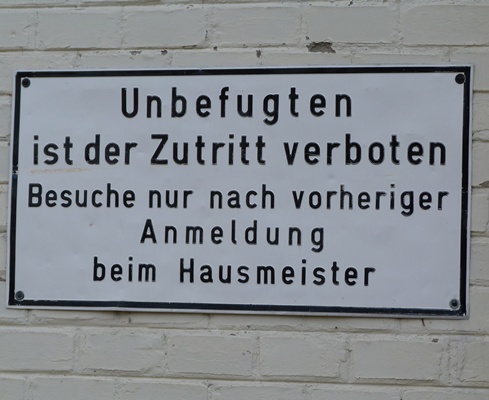 Unbefugten
ist der Zutritt verboten
Besuche nur nach vorheriger
Anmeldung
beim Hausmeister